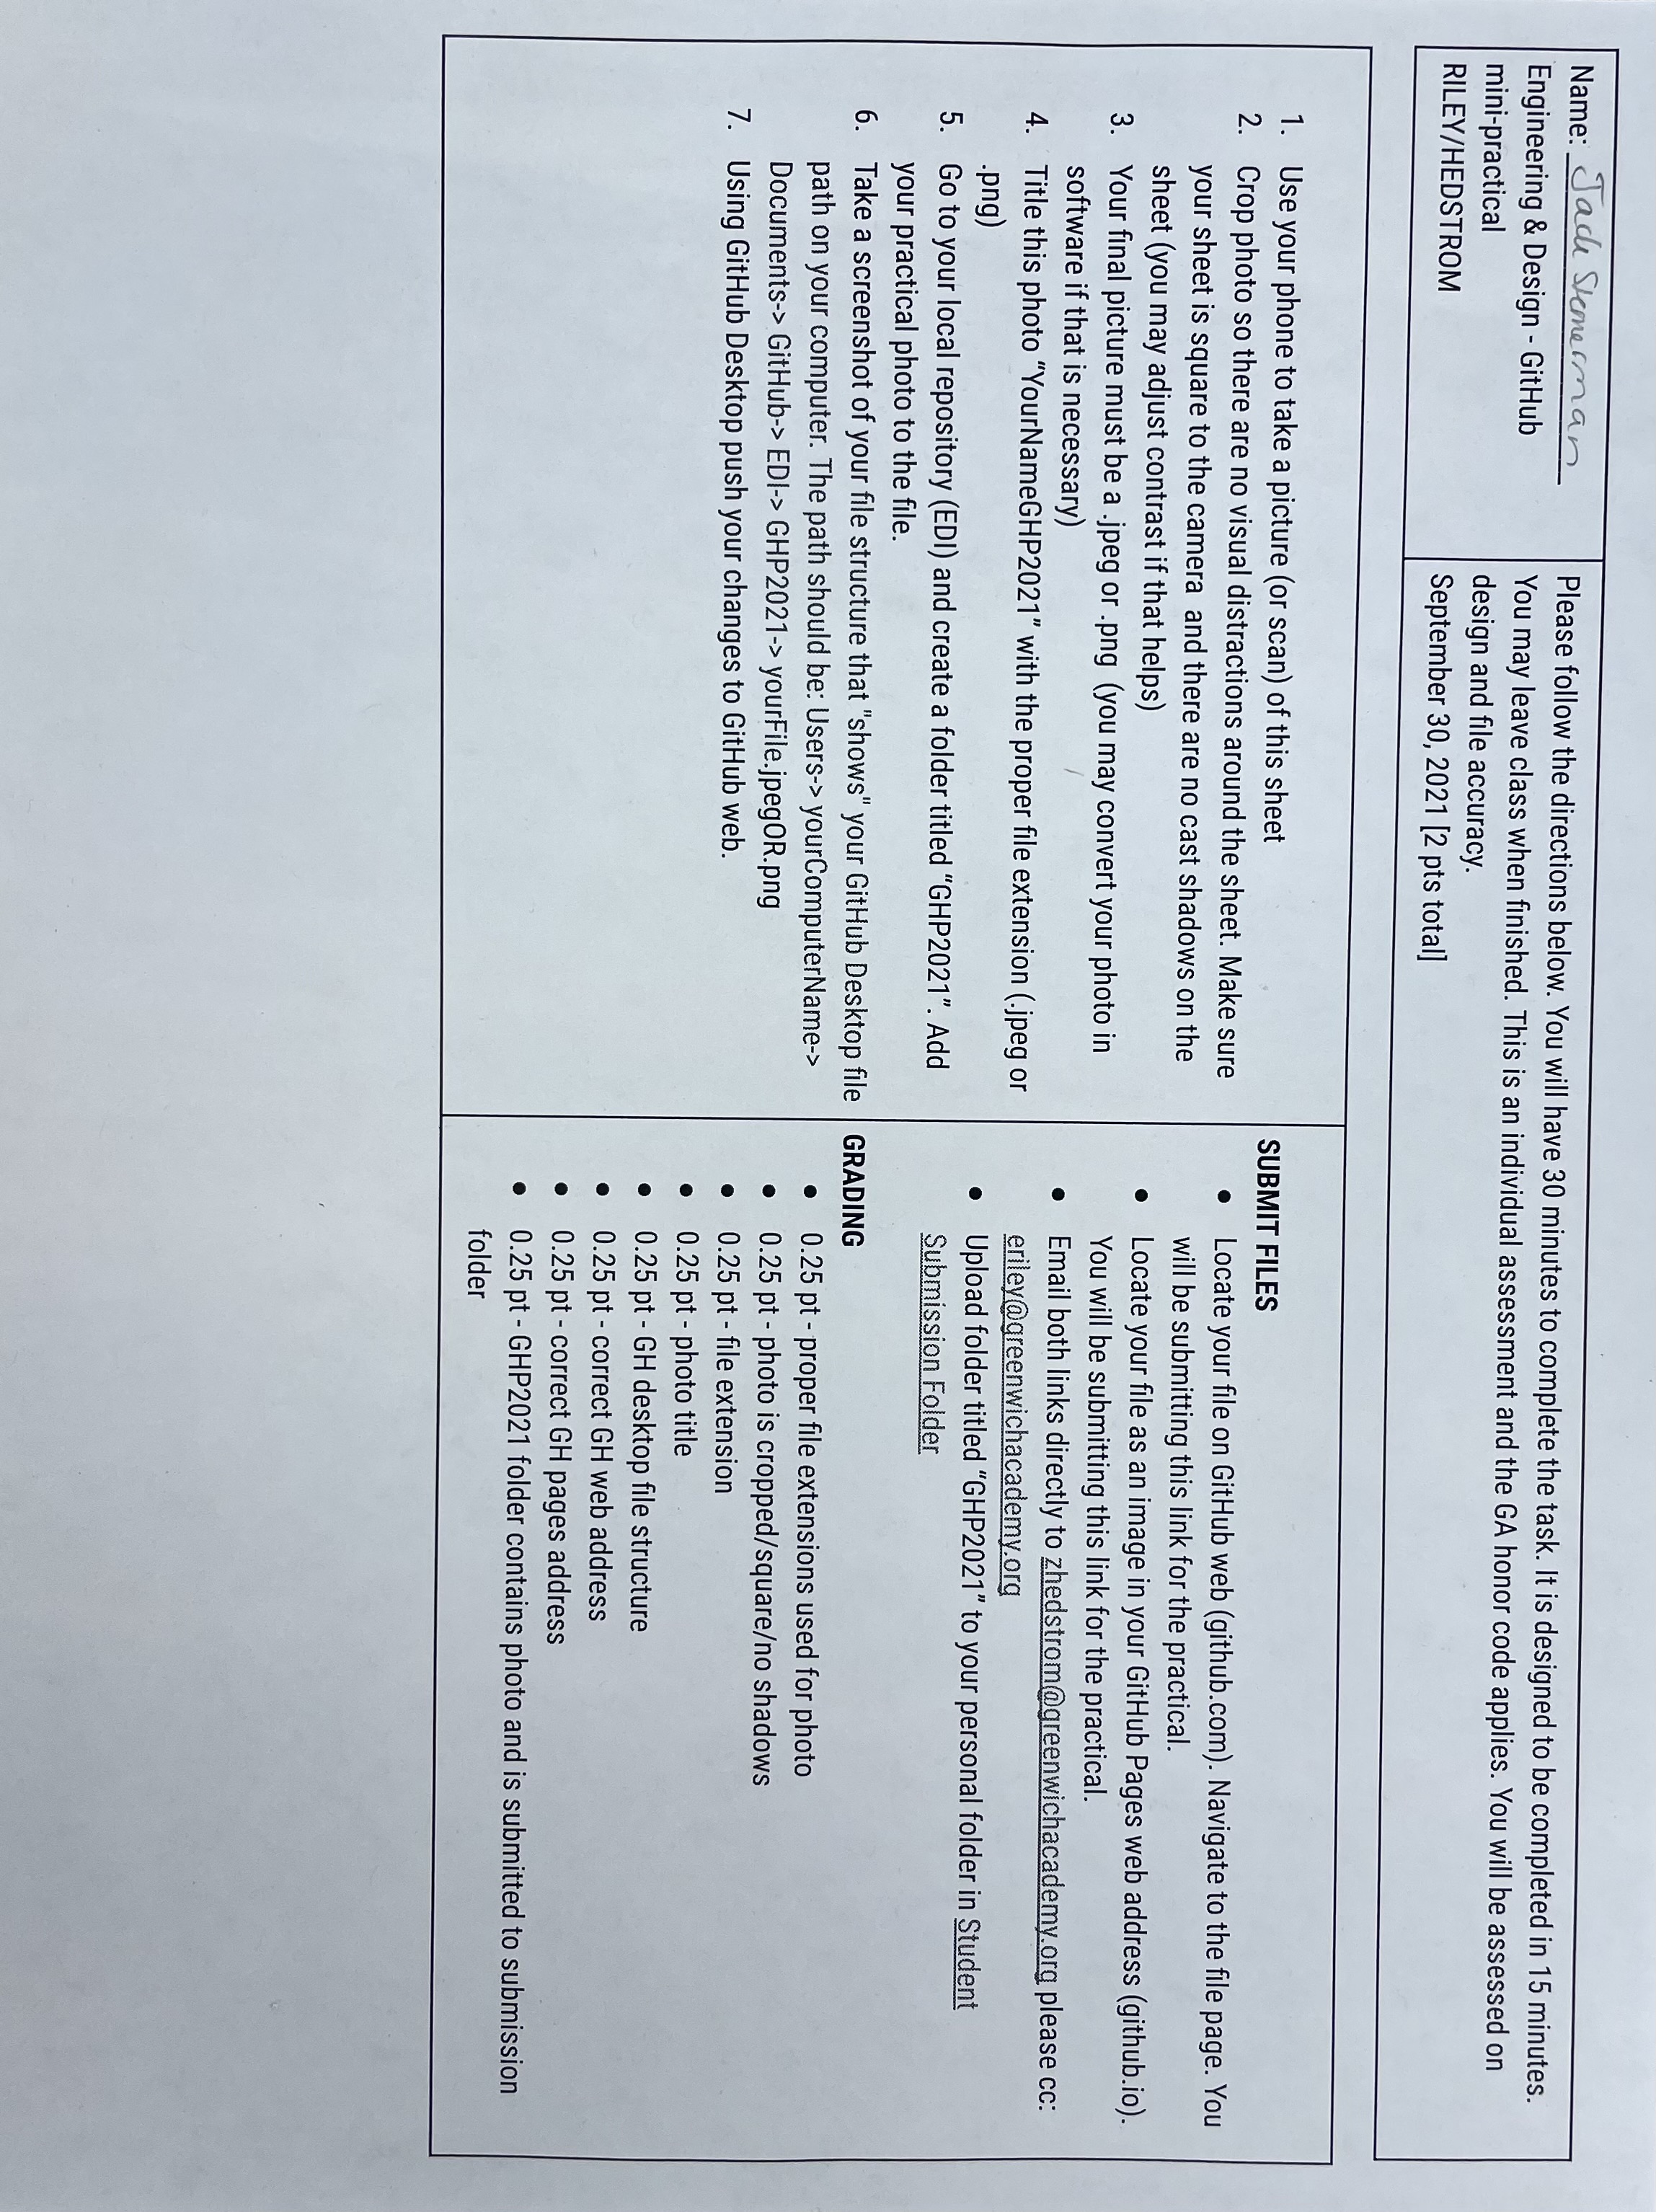 Name: Jade Stoneman
Engineering & Design - GitHub
mini-practical
RILEY/HEDSTROM
Please follow the directions below. You will have 30 minutes to complete the task. It is designed to be completed in 15 minutes.
You may leave class when finished. This is an individual assessment and the GA honor code applies. You will be assessed on
design and file accuracy.
September 30, 2021 [2 pts total]
1. Use your phone to take a picture (or scan) of this sheet
2. Crop photo so there are no visual distractions around the sheet. Make sure
your sheet is square to the camera and there are no cast shadows on the
sheet (you may adjust contrast if that helps)
3. Your final picture must be a .jpeg or .png (you may convert your photo in
software if that is necessary)
4. Title this photo “YourNameGHP2021” with the proper file extension (.jpeg or
.png)
5. Go to your local repository (EDI) and create a folder titled “GHP2021”. Add
your practical photo to the file.
6. Take a screenshot of your file structure that "shows" your GitHub Desktop file
path on your computer. The path should be: Users-> yourComputerName->
Documents-> GitHub-> EDI-> GHP2021-> yourFile.jpegOR.png
7. Using GitHub Desktop push your changes to GitHub web.
SUBMIT FILES
● Locate your file on GitHub web (github.com). Navigate to the file page. You
will be submitting this link for the practical.
● Locate your file as an image in your GitHub Pages web address (github.io).
You will be submitting this link for the practical.
● Email both links directly to zhedstrom@greenwichacademy.org please cc:
eriley@greenwichacademy.org
● Upload folder titled “GHP2021” to your personal folder in Student
Submission Folder
GRADING
● 0.25 pt - proper file extensions used for photo
● 0.25 pt - photo is cropped/square/no shadows
● 0.25 pt - file extension
● 0.25 pt - photo title
● 0.25 pt - GH desktop file structure
● 0.25 pt - correct GH web address
● 0.25 pt - correct GH pages address
● 0.25 pt - GHP2021 folder contains photo and is submitted to submission
folder